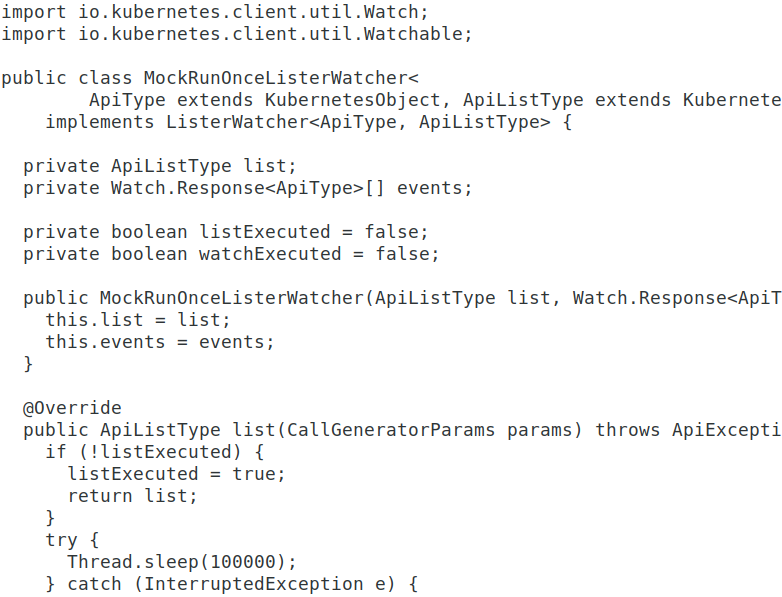 import io.kubernetes.client.util.Watch;
import io.kubernetes.client.util.Watchable;

public class MockRunOnceListerWatcher<
        ApiType extends KubernetesObject, ApiListType extends Kubernete
    implements ListerWatcher<ApiType, ApiListType> {

  private ApiListType list;
  private Watch.Response<ApiType>[] events;

  private boolean listExecuted = false;
  private boolean watchExecuted = false;

  public MockRunOnceListerWatcher(ApiListType list, Watch.Response<ApiT
    this.list = list;
    this.events = events;
  }

  @Override
  public ApiListType list(CallGeneratorParams params) throws ApiExcepti
    if (!listExecuted) {
      listExecuted = true;
      return list;
    }
    try {
      Thread.sleep(100000);
    } catch (InterruptedException e) {